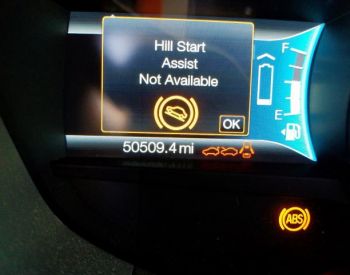 Hill Start
Assist
Not Available
F
E
OK
50509.4 mi
ABS